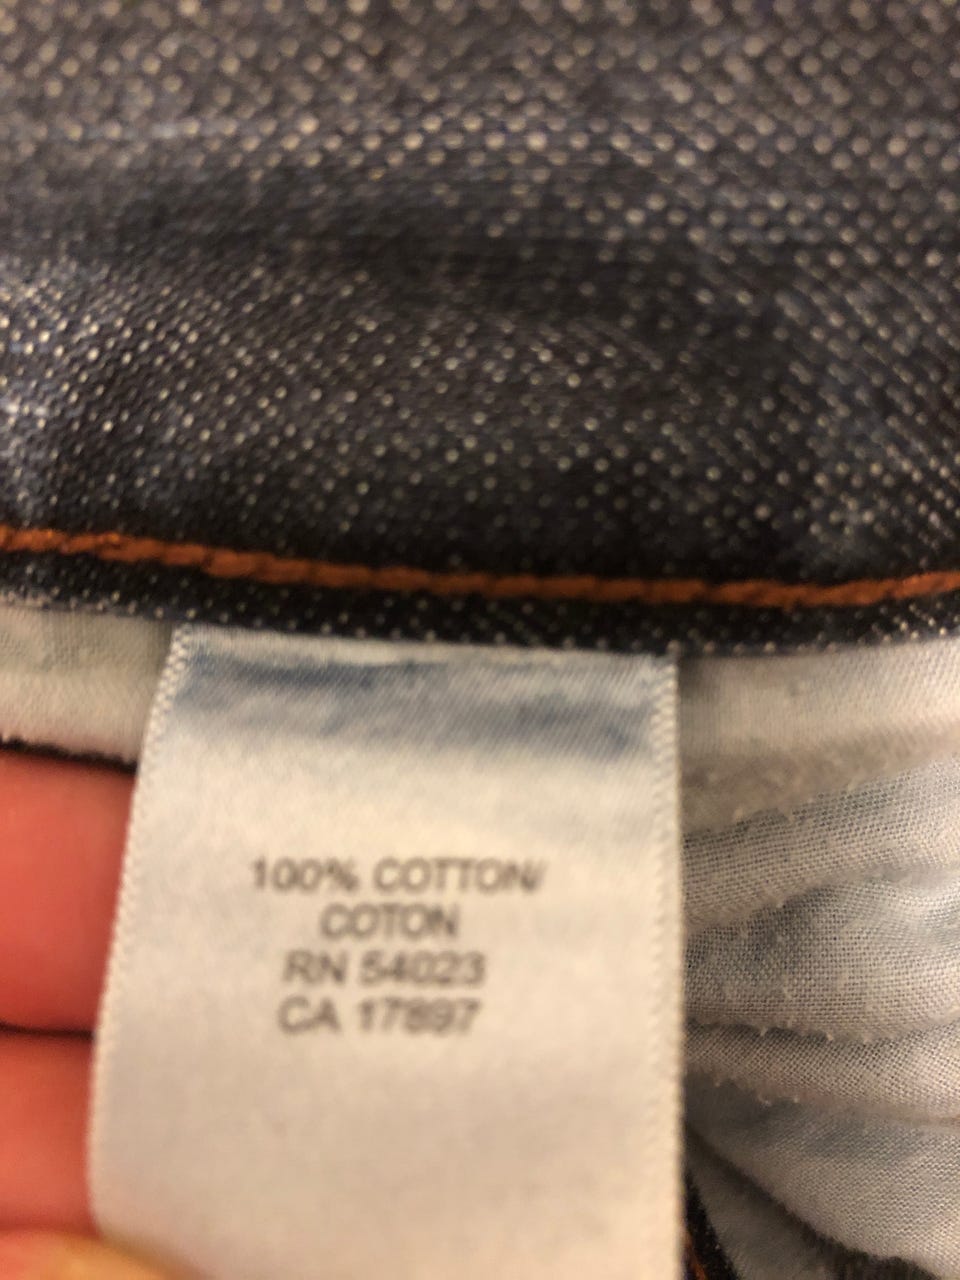 100% COTTON/
COTON
RN 54023
CA 17897